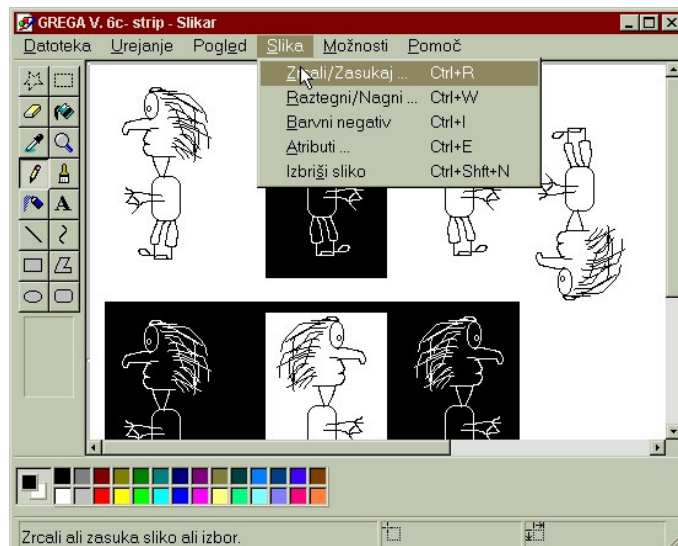 GREGA V. 6c- strip - Slikar
Datoteka Urejanje Pogled Slika Možnosti Pomoč
Zrcali/Zasukaj ... Ctrl+R
Raztegni/Nagni ... Ctrl+W
Barvni negativ Ctrl+I
Atributi ... Ctrl+E
Izbriši sliko Ctrl+Shft+N
A
Zrcali ali zasuka sliko ali izbor.